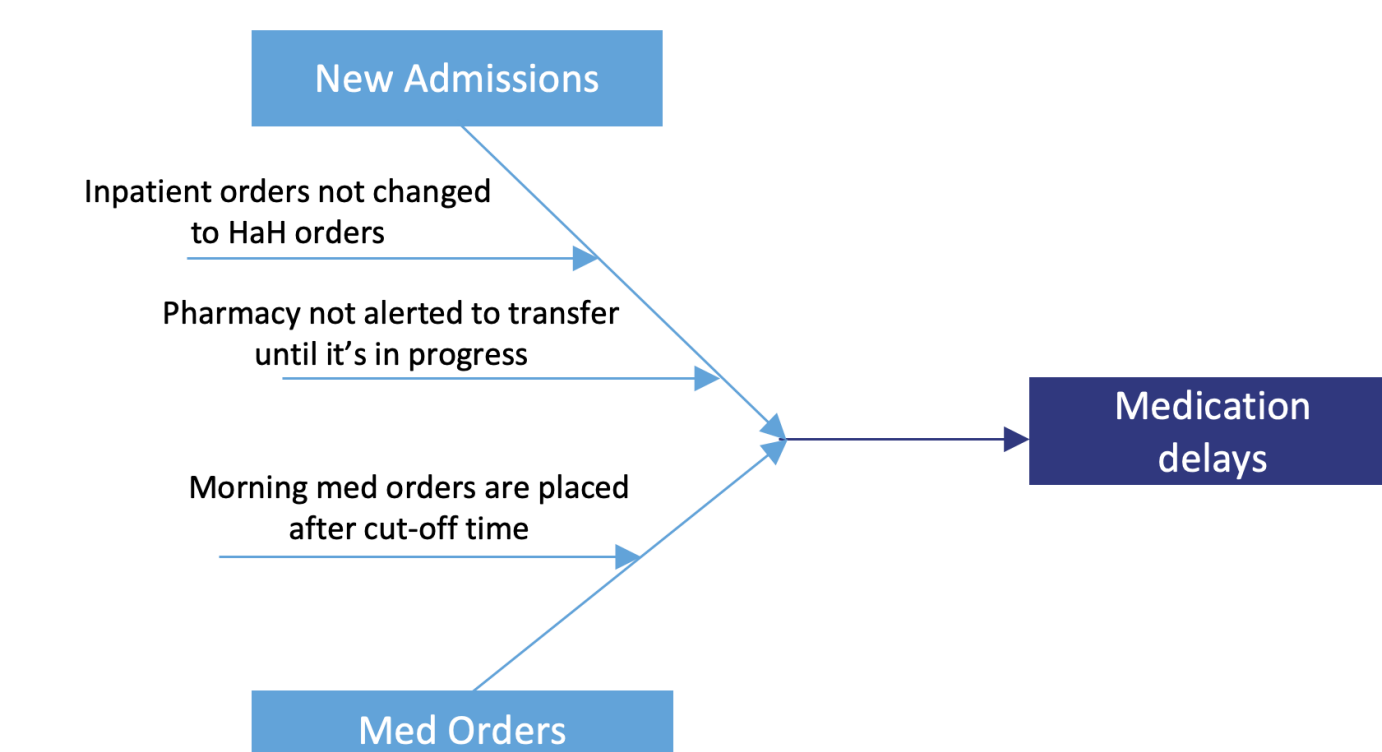 New Admissions
Inpatient orders not changed
to HaH orders
Pharmacy not alerted to transfer
until it’s in progress
Medication
delays
Morning med orders are placed
after cut-off time
Med Orders